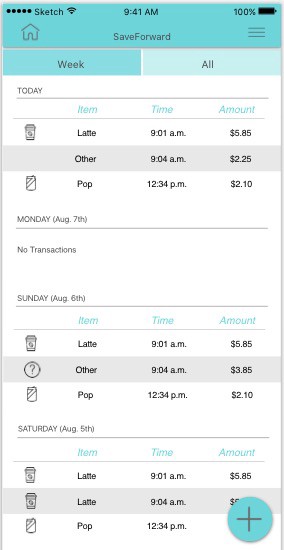 Sketch 9:41 AM 100%
SaveForward
Week All
TODAY
Item Time Amount
Latte 9:01 a.m. $5.85
Other 9:04 a.m. $2.25
Pop 12:34 p.m. $2.10
MONDAY (Aug. 7th)
No Transactions
SUNDAY (Aug. 6th)
Item Time Amount
Latte 9:01 a.m. $5.85
? Other 9:04 a.m. $3.85
Pop 12:34 p.m. $2.10
SATURDAY (Aug. 5th)
Item Time Amount
Latte 9:01 a.m. $5.85
Latte 9:04 a.m.
Pop 12:34 p.m.